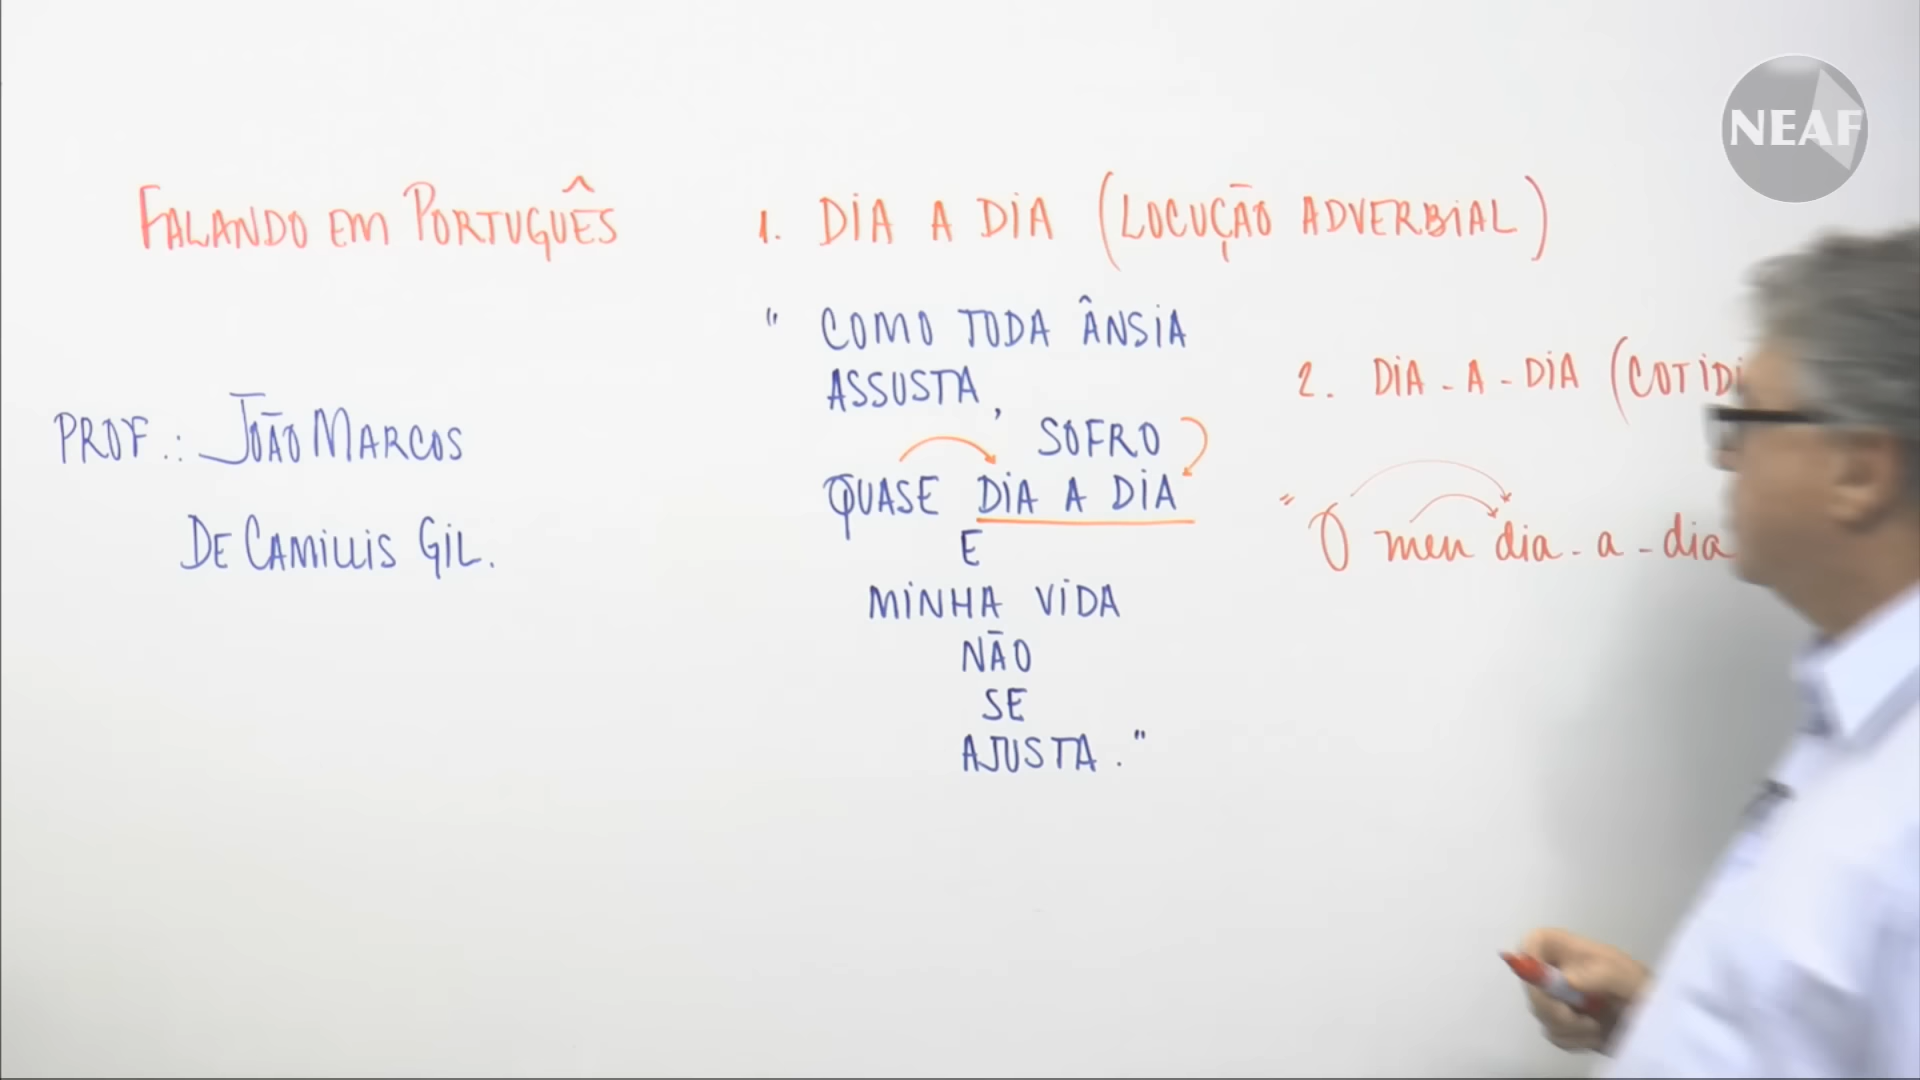 NEAF
FALANDO EM PORTUGUÊS
PROF.: JOÃO MARCOS
DE CAMILLIS GIL.
1. DIA A DIA (LOCUÇÃO ADVERBIAL)
" COMO TODA ÂNSIA
ASSUSTA,
SOFRO
QUASE DIA A DIA
E
MINHA VIDA
NÃO
SE
AJUSTA."
2. DIA-A-DIA
"O meu dia-a-dia